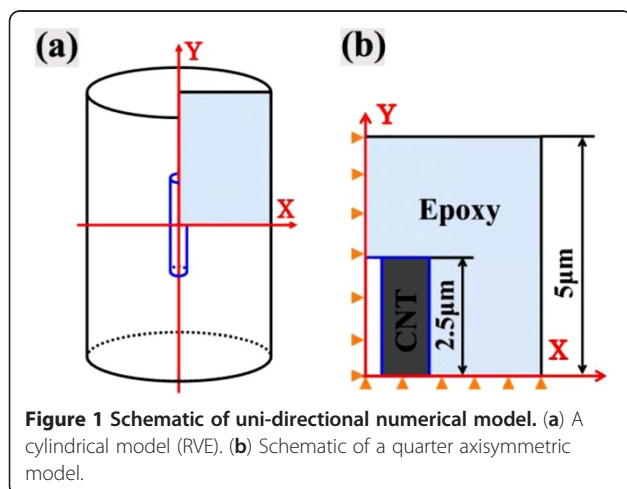 (a)
Y
X
(b)
Y
Epoxy
CNT
2.5μm
5μm
X
Figure 1 Schematic of uni-directional numerical model. (a) A
cylindrical model (RVE). (b) Schematic of a quarter axisymmetric
model.